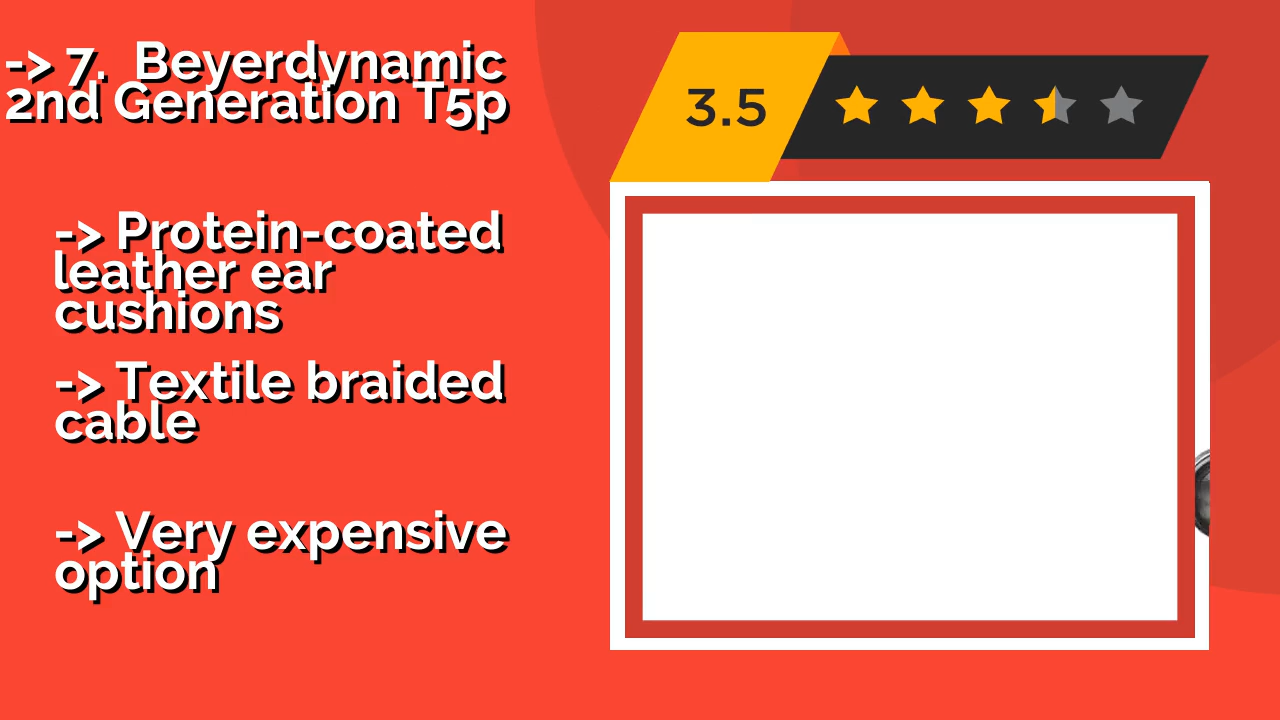 -> 7.  Beyerdynamic
2nd Generation T5p
3.5
-> Protein-coated
leather ear
cushions
-> Textile braided
cable
-> Very expensive
option